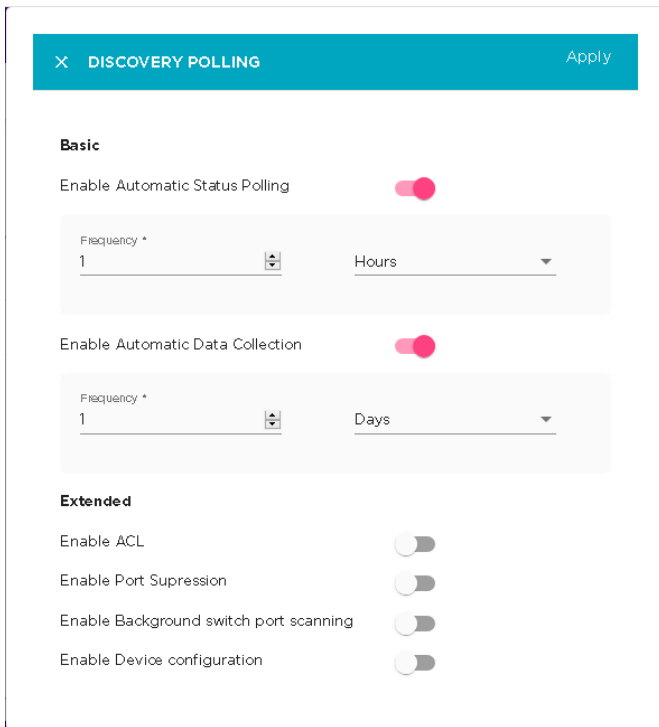 DISCOVERY POLLING Apply
Basic
Enable Automatic Status Polling
Frequency *
1 Hours
Enable Automatic Data Collection
Frequency *
1 Days
Extended
Enable ACL
Enable Port Supression
Enable Background switch port scanning
Enable Device configuration